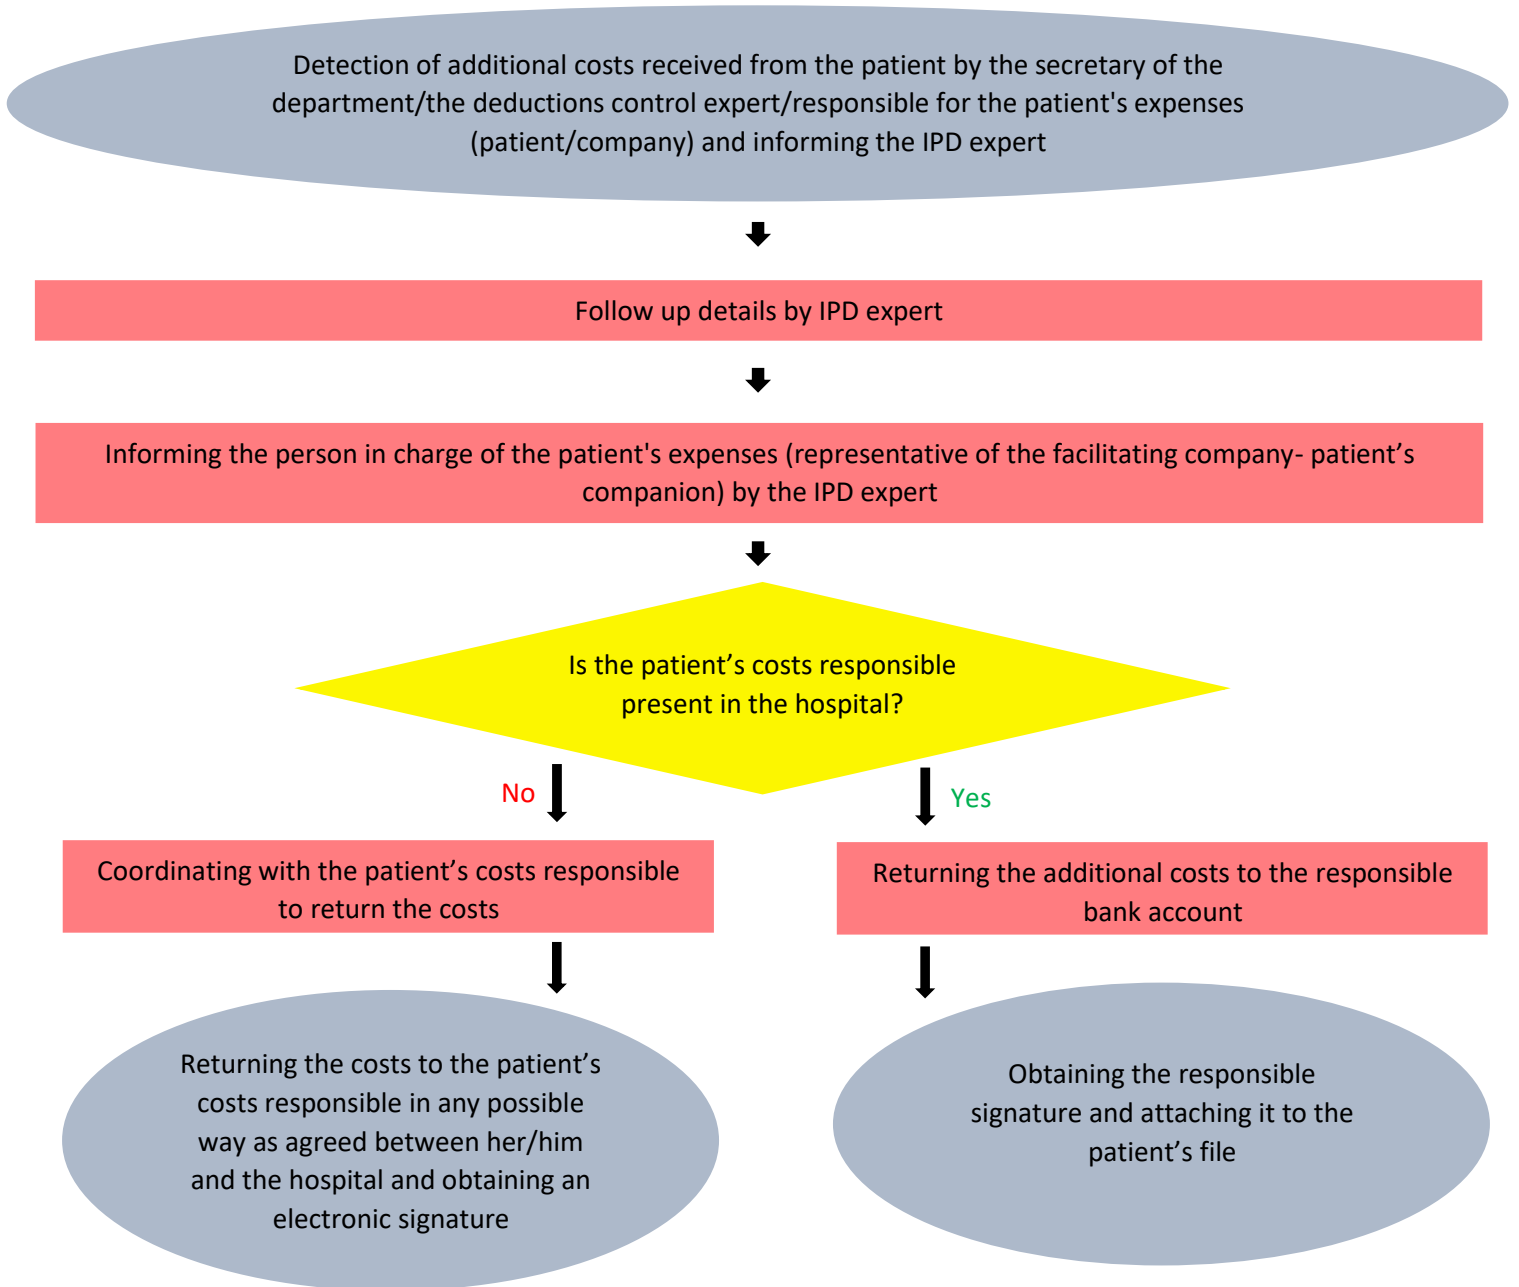 Detection of additional costs received from the patient by the secretary of the
department/the deductions control expert/responsible for the patient's expenses
(patient/company) and informing the IPD expert
Follow up details by IPD expert
Informing the person in charge of the patient's expenses (representative of the facilitating company- patient’s
companion) by the IPD expert
Is the patient’s costs responsible
present in the hospital?
No
Yes
Coordinating with the patient’s costs responsible
to return the costs
Returning the additional costs to the responsible
bank account
Returning the costs to the patient’s
costs responsible in any possible
way as agreed between her/him
and the hospital and obtaining an
electronic signature
Obtaining the responsible
signature and attaching it to the
patient’s file